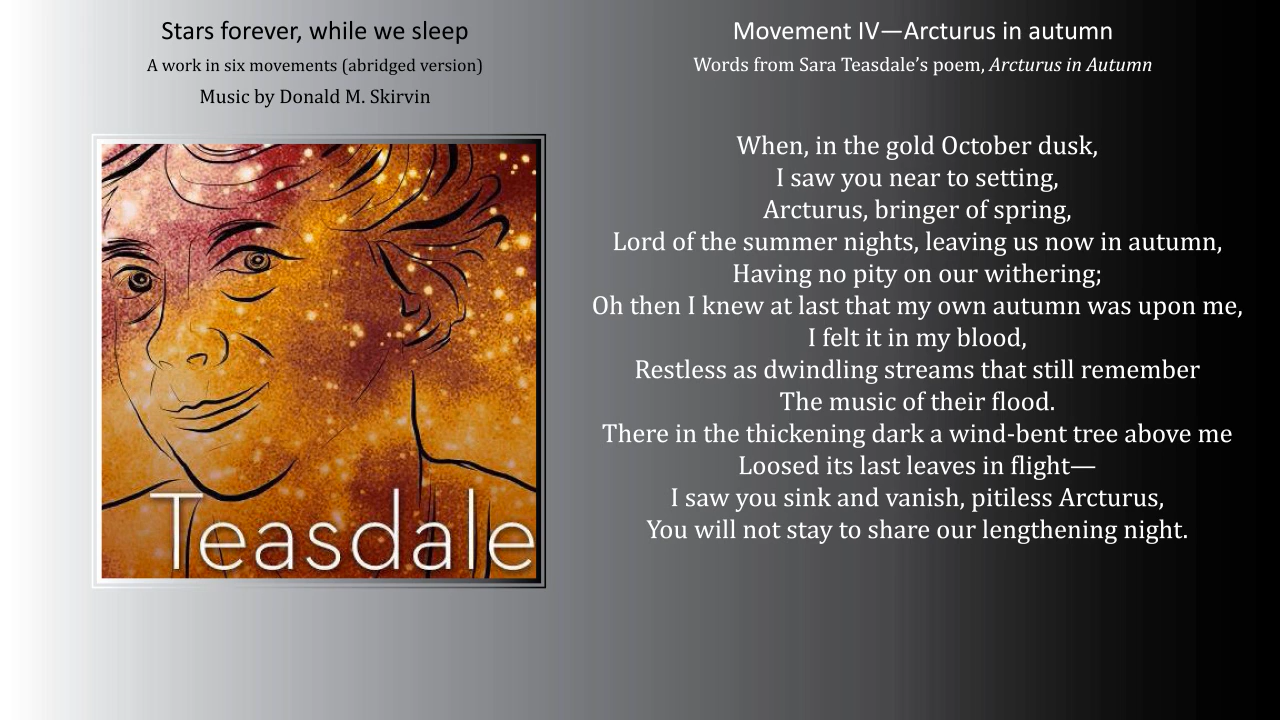 Stars forever, while we sleep
A work in six movements (abridged version)
Music by Donald M. Skirvin
Teasdale
Movement IV—Arcturus in autumn
Words from Sara Teasdale’s poem, Arcturus in Autumn
When, in the gold October dusk,
I saw you near to setting,
Arcturus, bringer of spring,
Lord of the summer nights, leaving us now in autumn,
Having no pity on our withering;
Oh then I knew at last that my own autumn was upon me,
I felt it in my blood,
Restless as dwindling streams that still remember
The music of their flood.
There in the thickening dark a wind-bent tree above me
Loosed its last leaves in flight—
I saw you sink and vanish, pitiless Arcturus,
You will not stay to share our lengthening night.